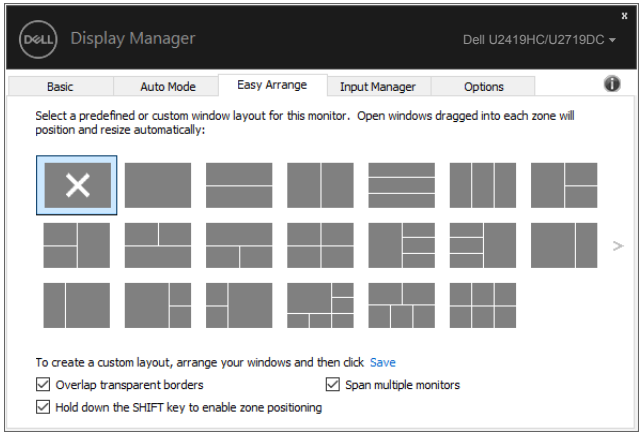 x
DELL Display Manager Dell U2419HC/U2719DC
Basic Auto Mode Easy Arrange Input Manager Options i
Select a predefined or custom window layout for this monitor. Open windows dragged into each zone will
position and resize automatically:
>
To create a custom layout, arrange your windows and then click Save
Overlap transparent borders Span multiple monitors
Hold down the SHIFT key to enable zone positioning